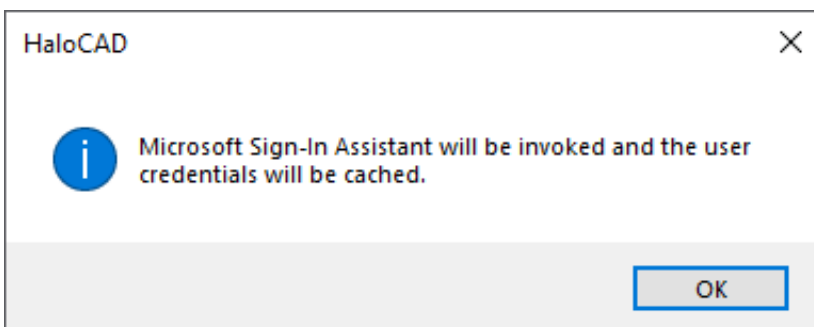 HaloCAD
Microsoft Sign-In Assistant will be invoked and the user
credentials will be cached.
OK